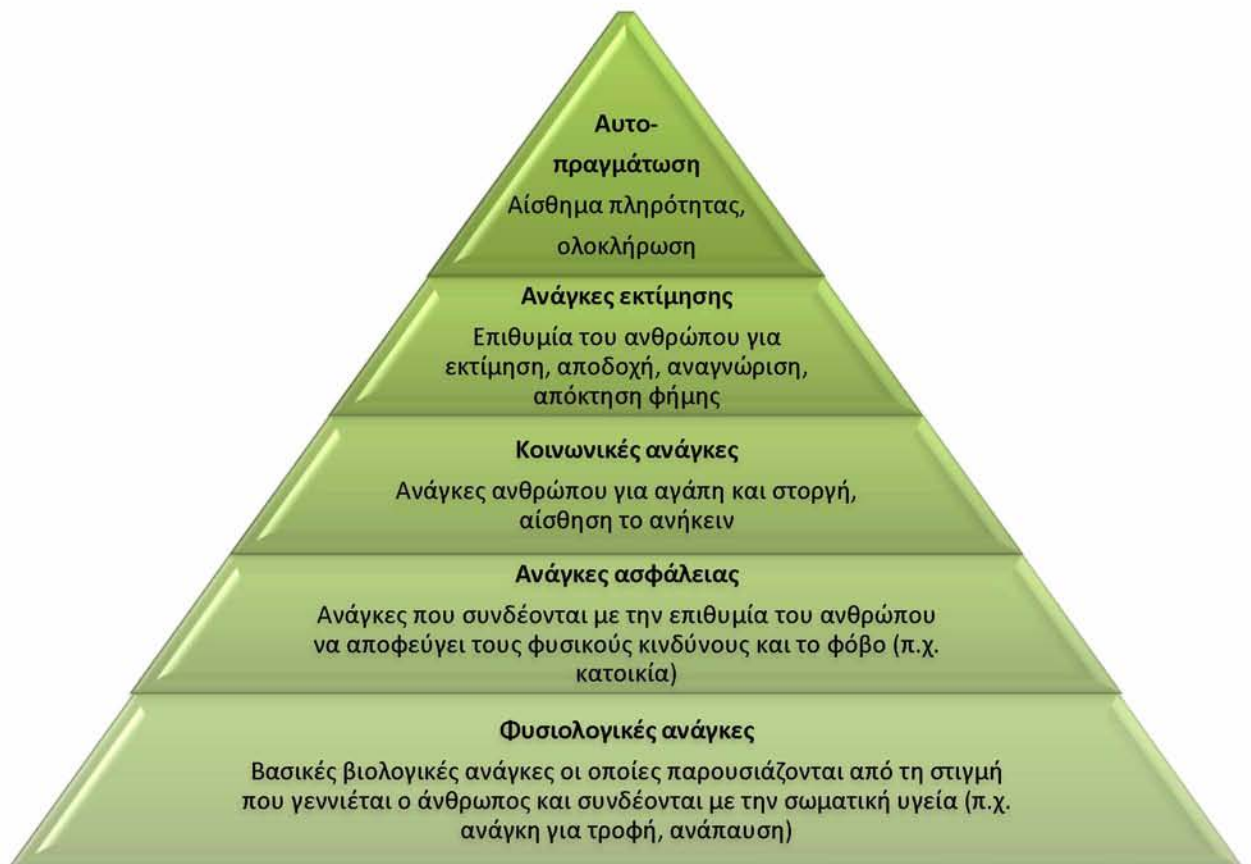 Αυτο-
πραγμάτωση
Αίσθημα πληρότητας,
ολοκλήρωση
Ανάγκες εκτίμησης
Επιθυμία του ανθρώπου για
εκτίμηση, αποδοχή, αναγνώριση,
απόκτηση φήμης
Κοινωνικές ανάγκες
Ανάγκες ανθρώπου για αγάπη και στοργή,
αίσθηση το ανήκειν
Ανάγκες ασφάλειας
Ανάγκες που συνδέονται με την επιθυμία του ανθρώπου
να αποφεύγει τους φυσικούς κινδύνους και το φόβο (π.χ.
κατοικία)
Φυσιολογικές ανάγκες
Βασικές βιολογικές ανάγκες οι οποίες παρουσιάζονται από τη στιγμή
που γεννιέται ο άνθρωπος και συνδέονται με την σωματική υγεία (π.χ.
ανάγκη για τροφή, ανάπαυση)